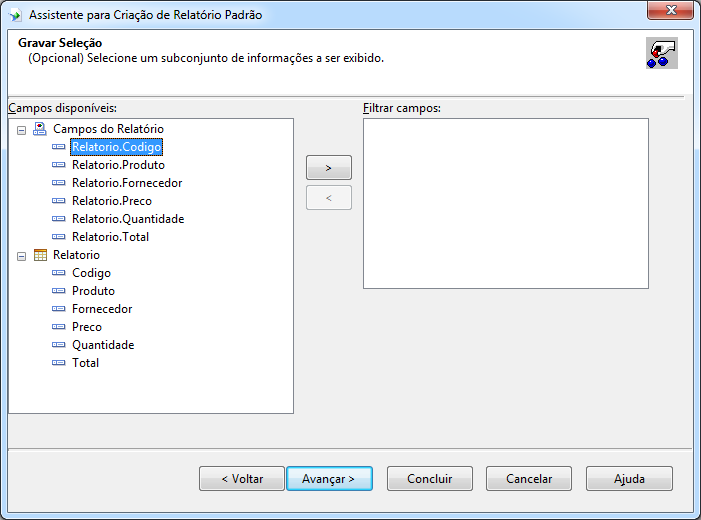 Assistente para Criação de Relatório Padrão
Gravar Seleção
(Opcional) Selecione um subconjunto de informações a ser exibido.
Campos disponíveis:
Filtrar campos:
Campos do Relatório
Relatorio.Codigo
Relatorio.Produto
Relatorio.Fornecedor
Relatorio.Preco
Relatorio.Quantidade
Relatorio.Total
Relatorio
Codigo
Produto
Fornecedor
Preco
Quantidade
Total
>
<
< Voltar
Avançar >
Concluir
Cancelar
Ajuda